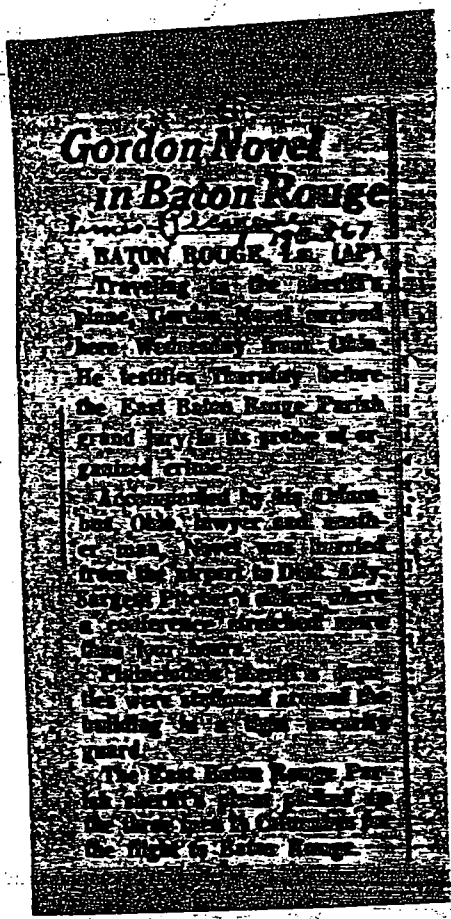 Gordon Novel
in Baton Rouge
BATON ROUGE, La. (AP)
Traveling in the sheriff's
plane, Gordon Novel arrived
here Wednesday from Ohio.
He testifies Thursday before
the East Baton Rouge Parish
grand jury in its probe of or-
ganized crime.
Accompanied by his Colum-
bus, Ohio, lawyer and anoth-
er man, Novel was hurried
from the airport to Dist. Atty.
Sargent Pitcher's office, where
a conference stretched more
than four hours.
Plainclothes sheriff's depu-
ties were stationed around the
building in a tight security
guard.
The East Baton Rouge Par-
ish sheriff's plane picked up
the three men in Columbus for
the flight to Baton Rouge.